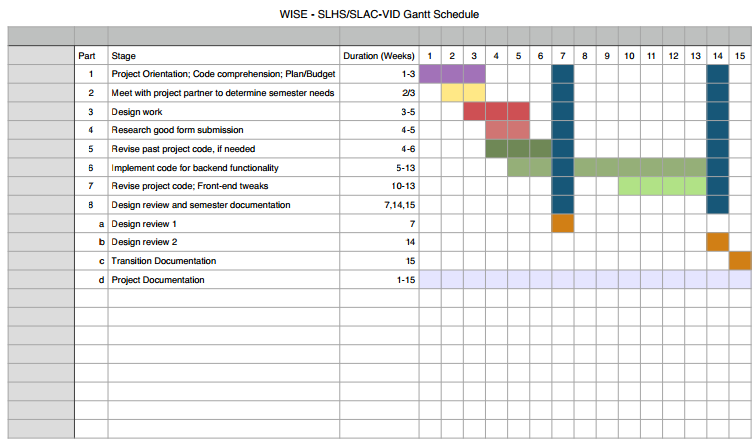 WISE - SLHS/SLAC-VID Gantt Schedule
Part Stage Duration (Weeks) 1 2 3 4 5 6 7 8 9 10 11 12 13 14 15
1 Project Orientation; Code comprehension; Plan/Budget 1-3
2 Meet with project partner to determine semester needs 2/3
3 Design work 3-5
4 Research good form submission 4-5
5 Revise past project code, if needed 4-6
6 Implement code for backend functionality 5-13
7 Revise project code; Front-end tweaks 10-13
8 Design review and semester documentation 7,14,15
a Design review 1 7
b Design review 2 14
c Transition Documentation 15
d Project Documentation 1-15